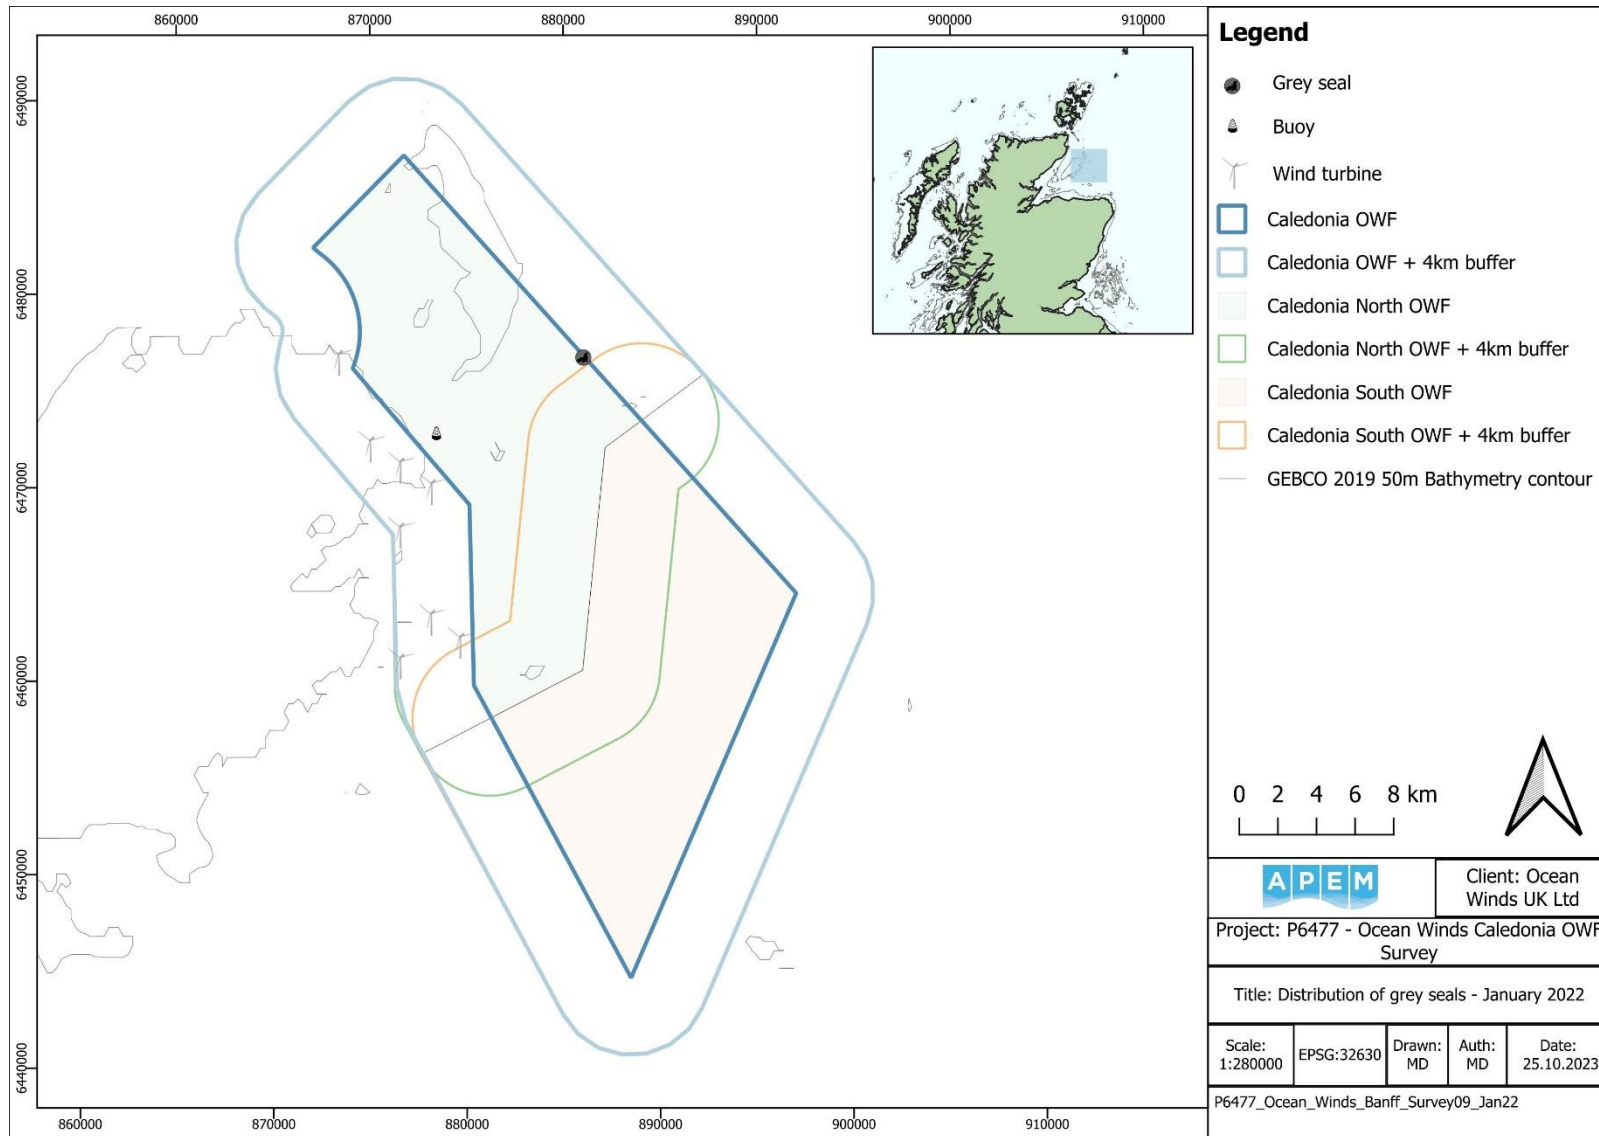 860000 870000 880000 890000 900000 910000
6490000
6480000
6470000
6460000
6450000
6440000
860000 870000 880000 890000 900000 910000
Legend
Grey seal
Buoy
Wind turbine
Caledonia OWF
Caledonia OWF + 4km buffer
Caledonia North OWF
Caledonia North OWF + 4km buffer
Caledonia South OWF
Caledonia South OWF + 4km buffer
GEBCO 2019 50m Bathymetry contour
0 2 4 6 8 km
APEM
Client: Ocean
Winds UK Ltd
Project: P6477 - Ocean Winds Caledonia OWF
Survey
Title: Distribution of grey seals - January 2022
Scale:
1:280000
EPSG:32630
Drawn:
MD
Auth:
MD
Date:
25.10.2023
P6477_Ocean_Winds_Banff_Survey09_Jan22